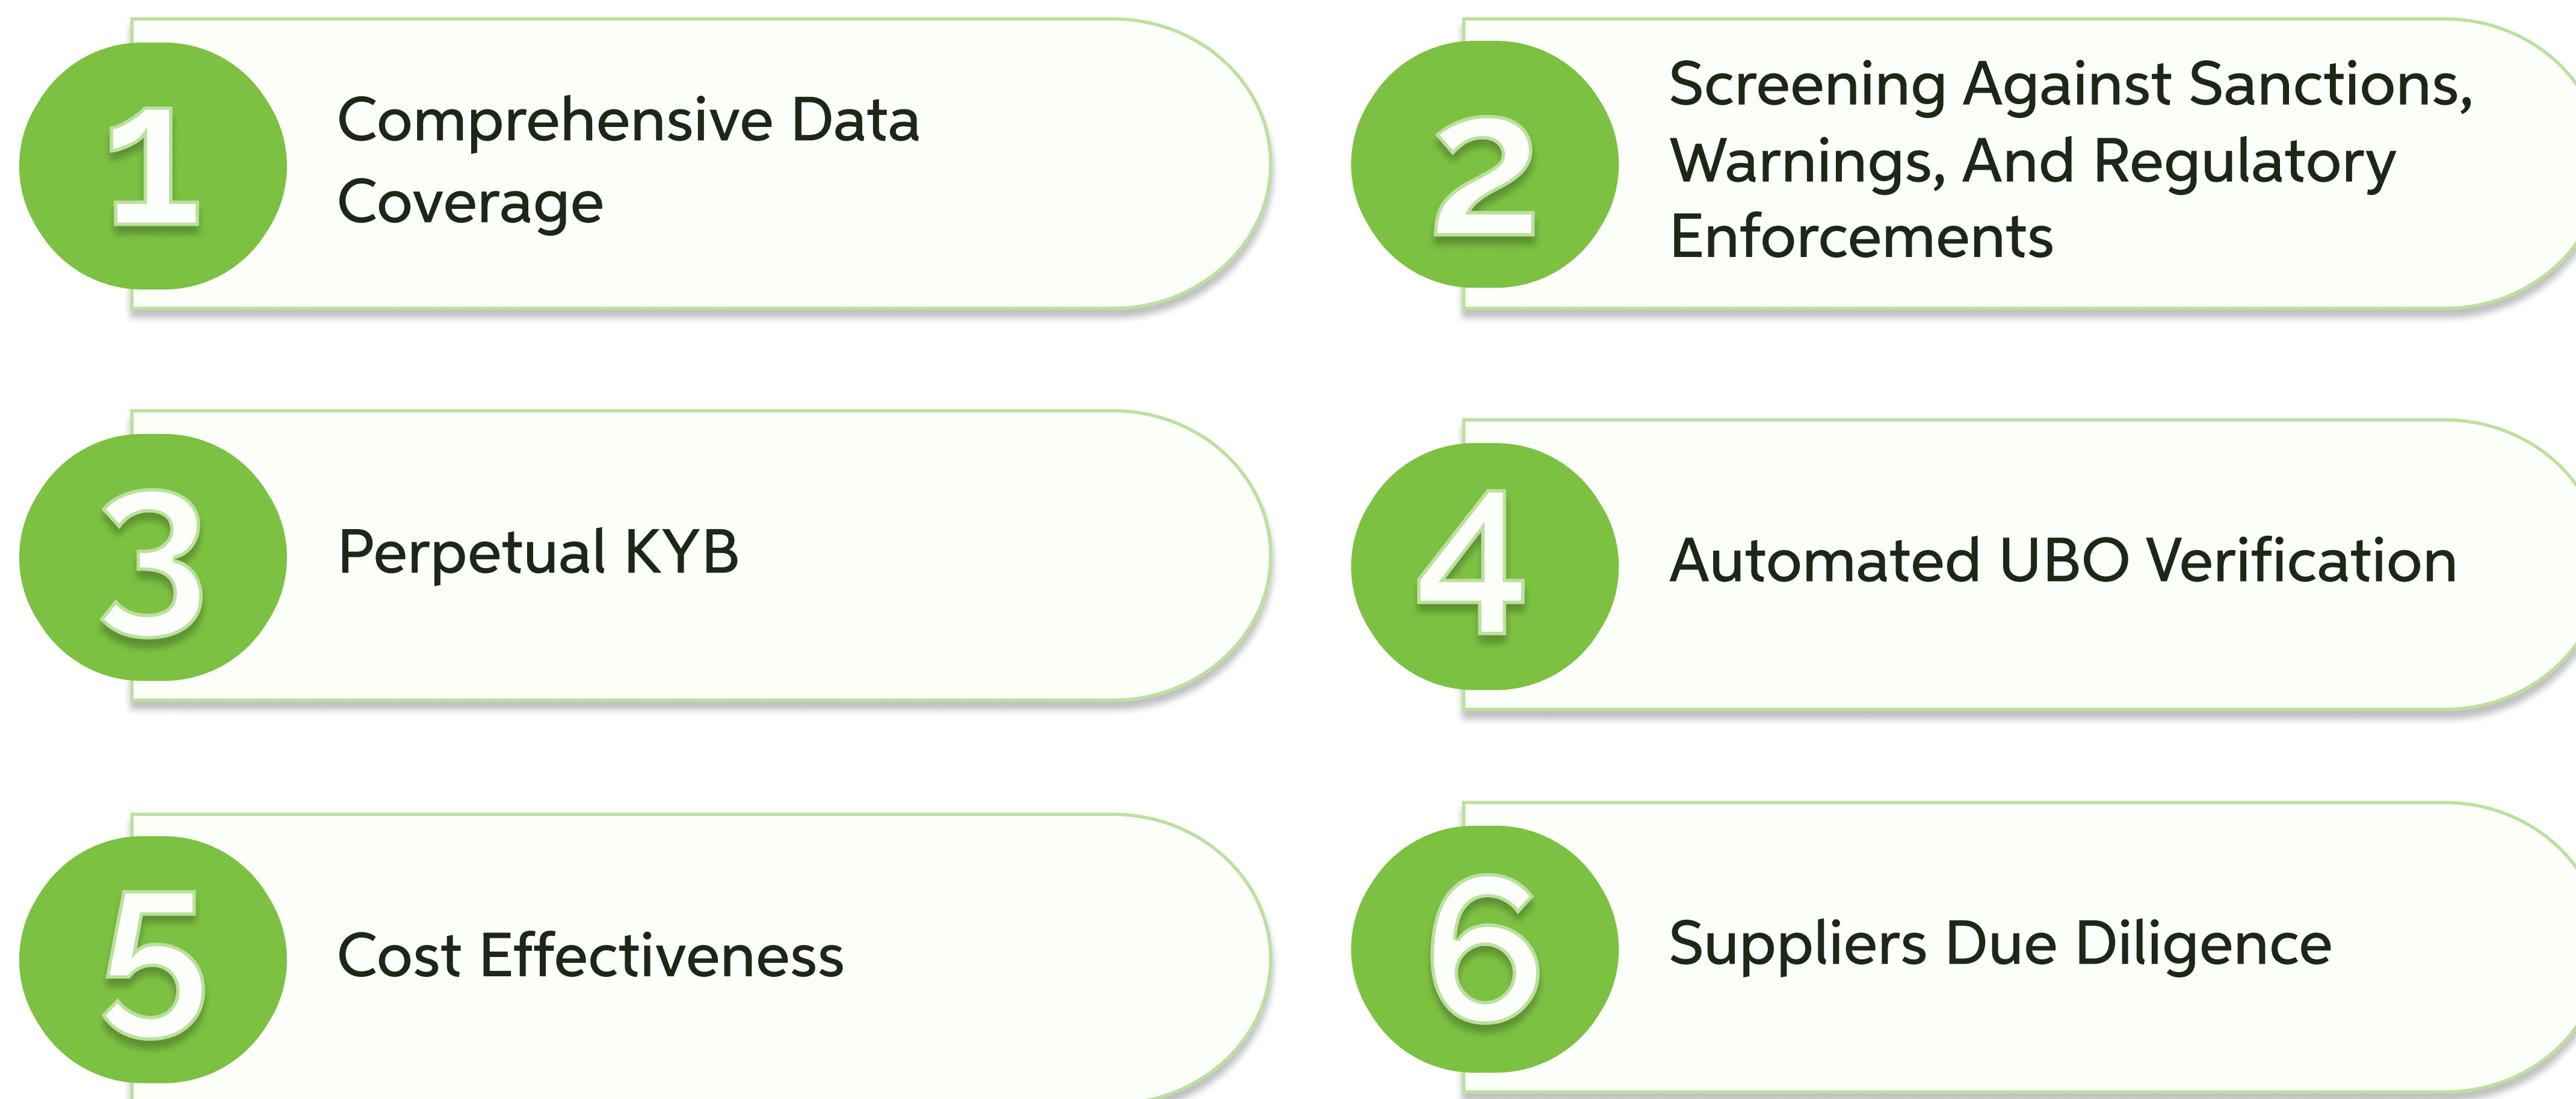 1
Comprehensive Data
Coverage
2
Screening Against Sanctions,
Warnings, And Regulatory
Enforcements
3
Perpetual KYB
4
Automated UBO Verification
5
Cost Effectiveness
6
Suppliers Due Diligence